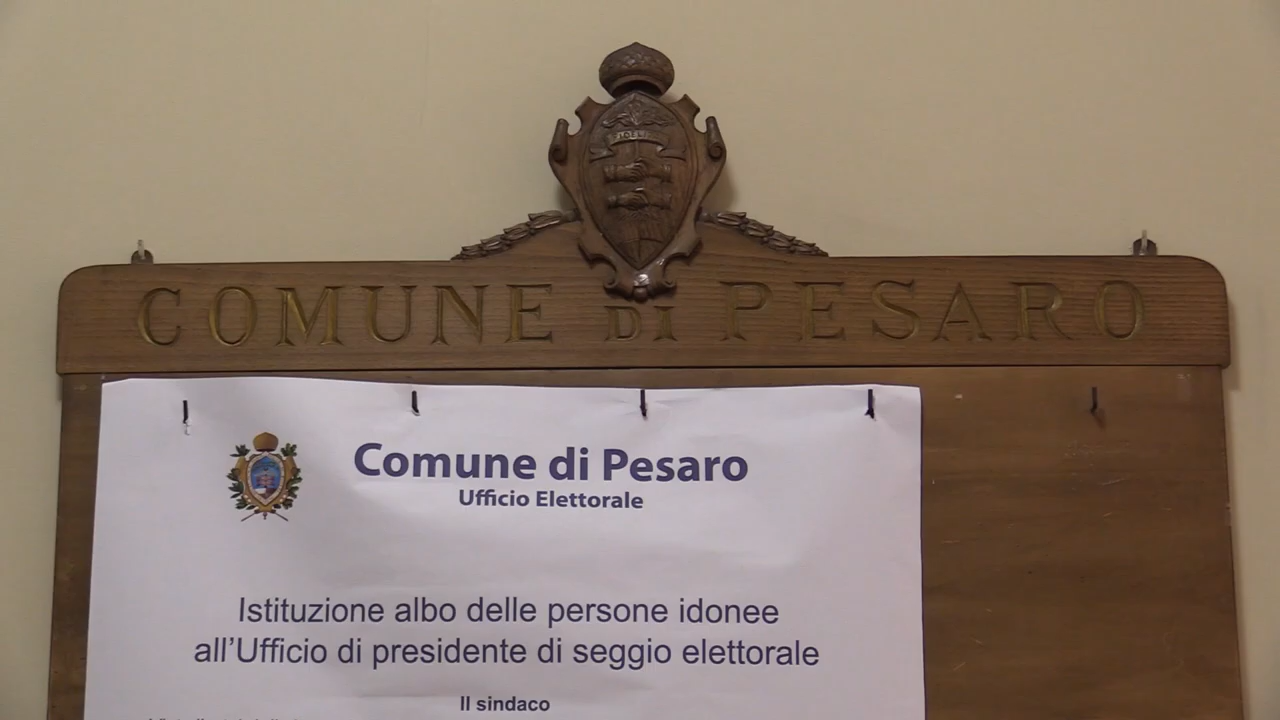 COMUNE DI PESARO
Comune di Pesaro
Ufficio Elettorale
Istituzione albo delle persone idonee
all'Ufficio di presidente di seggio elettorale
Il sindaco